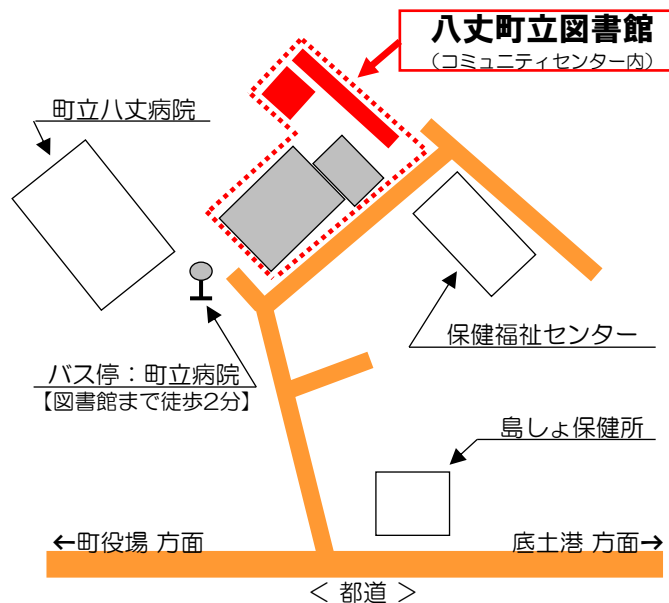 八丈町立図書館
（コミュニティセンター内）
町立八丈病院
保健福祉センター
バス停：町立病院
【図書館まで徒歩2分】
島しょ保健所
←町役場 方面
底土港 方面→
＜ 都道 ＞